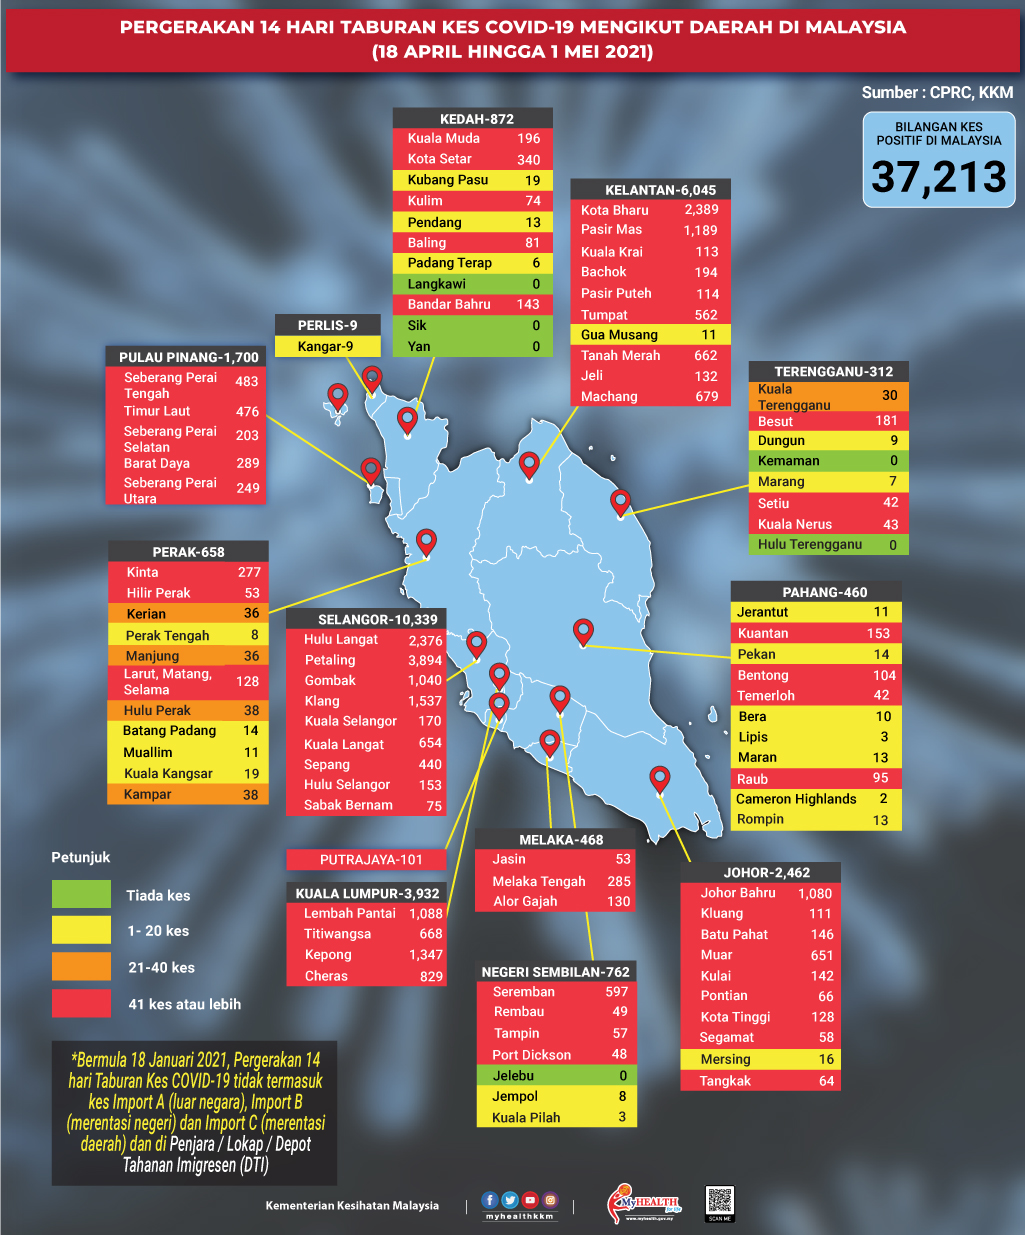 PERGERAKAN 14 HARI TABURAN KES COVID-19 MENGIKUT DAERAH DI MALAYSIA
(18 APRIL HINGGA 1 MEI 2021)
Sumber : CPRC, KKM
BILANGAN KES
POSITIF DI MALAYSIA
37,213
KEDAH-872
Kuala Muda 196
Kota Setar 340
Kubang Pasu 19
Kulim 74
Pendang 13
Baling 81
Padang Terap 6
Langkawi 0
Bandar Bahru 143
Sik 0
Yan 0
KELANTAN-6,045
Kota Bharu 2,389
Pasir Mas 1,189
Kuala Krai 113
Bachok 194
Pasir Puteh 114
Tumpat 562
Gua Musang 11
Tanah Merah 662
Jeli 132
Machang 679
PERLIS-9
Kangar-9
PULAU PINANG-1,700
Seberang Perai
Tengah 483
Timur Laut 476
Seberang Perai
Selatan 203
Barat Daya 289
Seberang Perai
Utara 249
TERENGGANU-312
Kuala
Terengganu 30
Besut 181
Dungun 9
Kemaman 0
Marang 7
Setiu 42
Kuala Nerus 43
Hulu Terengganu 0
PERAK-658
Kinta 277
Hilir Perak 53
Kerian 36
Perak Tengah 8
Manjung 36
Larut, Matang,
Selama 128
Hulu Perak 38
Batang Padang 14
Muallim 11
Kuala Kangsar 19
Kampar 38
SELANGOR-10,339
Hulu Langat 2,376
Petaling 3,894
Gombak 1,040
Klang 1,537
Kuala Selangor 170
Kuala Langat 654
Sepang 440
Hulu Selangor 153
Sabak Bernam 75
PAHANG-460
Jerantut 11
Kuantan 153
Pekan 14
Bentong 104
Temerloh 42
Bera 10
Lipis 3
Maran 13
Raub 95
Cameron Highlands 2
Rompin 13
PUTRAJAYA-101
KUALA LUMPUR-3,932
Lembah Pantai 1,088
Titiwangsa 668
Kepong 1,347
Cheras 829
MELAKA-468
Jasin 53
Melaka Tengah 285
Alor Gajah 130
NEGERI SEMBILAN-762
Seremban 597
Rembau 49
Tampin 57
Port Dickson 48
Jelebu 0
Jempol 8
Kuala Pilah 3
JOHOR-2,462
Johor Bahru 1,080
Kluang 111
Batu Pahat 146
Muar 651
Kulai 142
Pontian 66
Kota Tinggi 128
Segamat 58
Mersing 16
Tangkak 64
Petunjuk
Tiada kes
1- 20 kes
21-40 kes
41 kes atau lebih
*Bermula 18 Januari 2021, Pergerakan 14
hari Taburan Kes COVID-19 tidak termasuk
kes Import A (luar negara), Import B
(merentasi negeri) dan Import C (merentasi
daerah) dan di Penjara / Lokap / Depot
Tahanan Imigresen (DTI)
Kementerian Kesihatan Malaysia
myhealthkkm
MyHEALTH
for life
www.myhealth.gov.my
SCAN ME